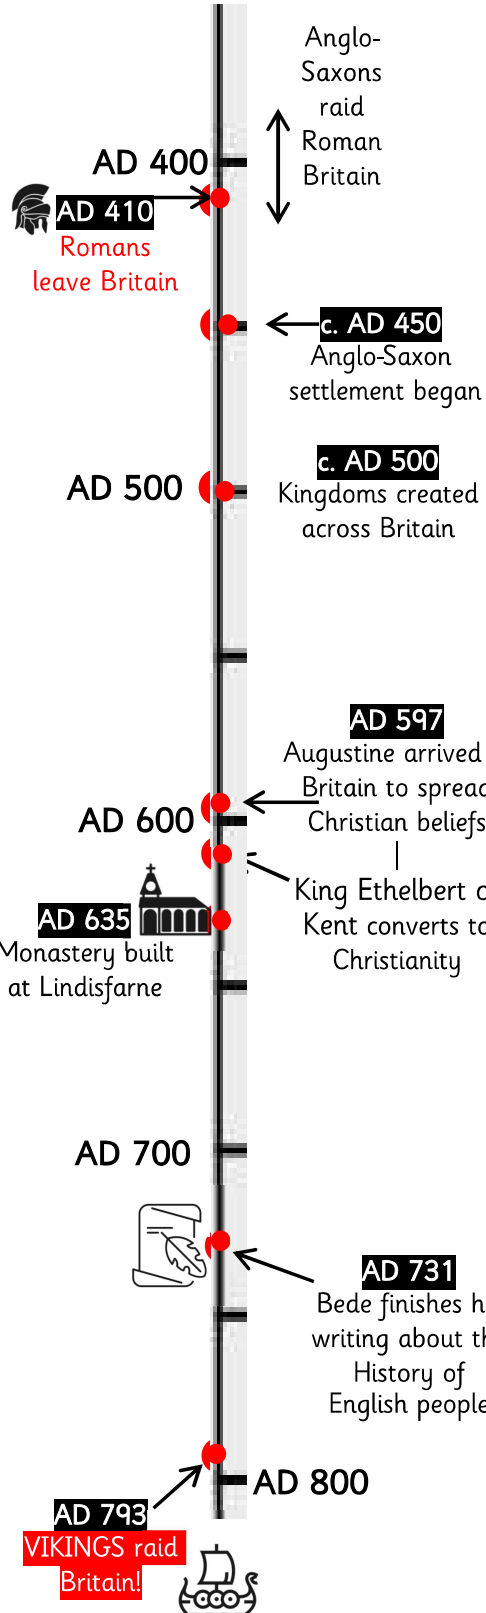 Anglo-
Saxons
raid
Roman
Britain
AD 400
AD 410
Romans
leave Britain
c. AD 450
Anglo-Saxon
settlement began
c. AD 500
AD 500
Kingdoms created
across Britain
AD 597
Augustine arrived
Britain to spread
Christian beliefs
AD 600
King Ethelbert o
Kent converts to
Christianity
AD 635
Monastery built
at Lindisfarne
AD 700
AD 731
Bede finishes h
writing about th
History of
English people
AD 800
AD 793
VIKINGS raid
Britain!